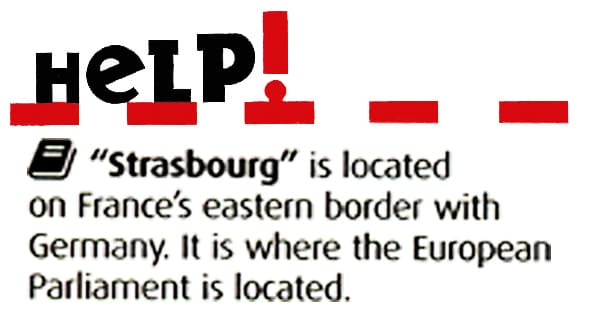 HeLP!
“Strasbourg” is located
on France's eastern border with
Germany. It is where the European
Parliament is located.